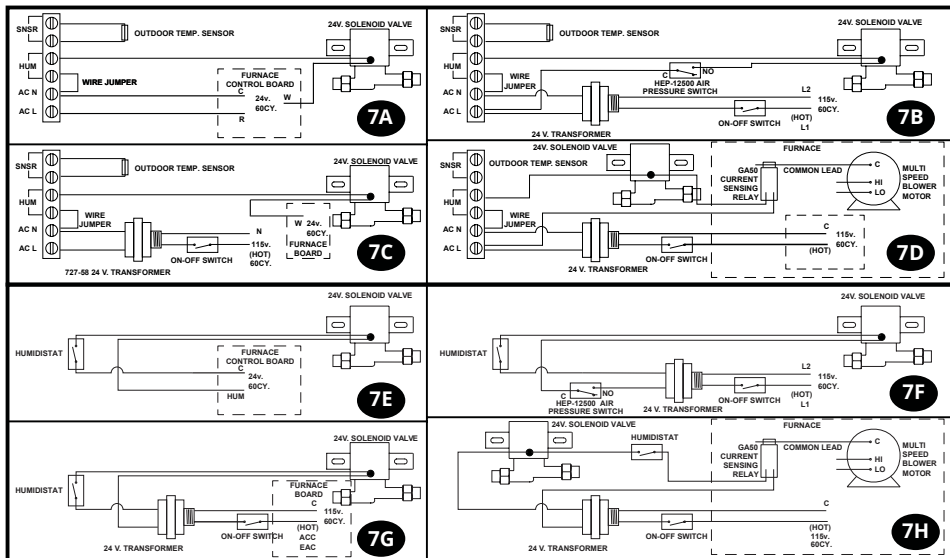 SNSR
HUM
AC N
AC L
OUTDOOR TEMP. SENSOR
WIRE JUMPER
24V. SOLENOID VALVE
FURNACE
CONTROL BOARD
C
24v.
60CY.
W
R
7A
SNSR
HUM
AC N
AC L
OUTDOOR TEMP. SENSOR
WIRE
JUMPER
24V. SOLENOID VALVE
C
NO
HEP-12500 AIR
PRESSURE SWITCH
24 V. TRANSFORMER
ON-OFF SWITCH
L2
115v.
60CY.
(HOT)
L1
7B
SNSR
HUM
AC N
AC L
OUTDOOR TEMP. SENSOR
WIRE
JUMPER
24V. SOLENOID VALVE
727-58 24 V. TRANSFORMER
ON-OFF SWITCH
N
115v.
(HOT)
60CY.
W 24v.
60CY.
FURNACE
BOARD
7C
SNSR
HUM
AC N
AC L
24V. SOLENOID VALVE
OUTDOOR TEMP. SENSOR
WIRE
JUMPER
24 V. TRANSFORMER
ON-OFF SWITCH
FURNACE
GA50
CURRENT
SENSING
RELAY
COMMON LEAD
C
HI
LO
MULTI
SPEED
BLOWER
MOTOR
C
115v.
60CY.
(HOT)
7D
24V. SOLENOID VALVE
HUMIDISTAT
FURNACE
CONTROL BOARD
C
24v.
60CY.
HUM
7E
24V. SOLENOID VALVE
HUMIDISTAT
C
NO
HEP-12500 AIR
PRESSURE SWITCH
24 V. TRANSFORMER
ON-OFF SWITCH
L2
115v.
60CY.
(HOT)
L1
7F
24V. SOLENOID VALVE
HUMIDISTAT
24 V. TRANSFORMER
ON-OFF SWITCH
FURNACE
BOARD
C
115v.
60CY.
(HOT)
ACC
EAC
7G
24V. SOLENOID VALVE
HUMIDISTAT
24 V. TRANSFORMER
ON-OFF SWITCH
FURNACE
GA50
CURRENT
SENSING
RELAY
COMMON LEAD
C
HI
LO
MULTI
SPEED
BLOWER
MOTOR
C
(HOT)
115v.
60CY.
7H